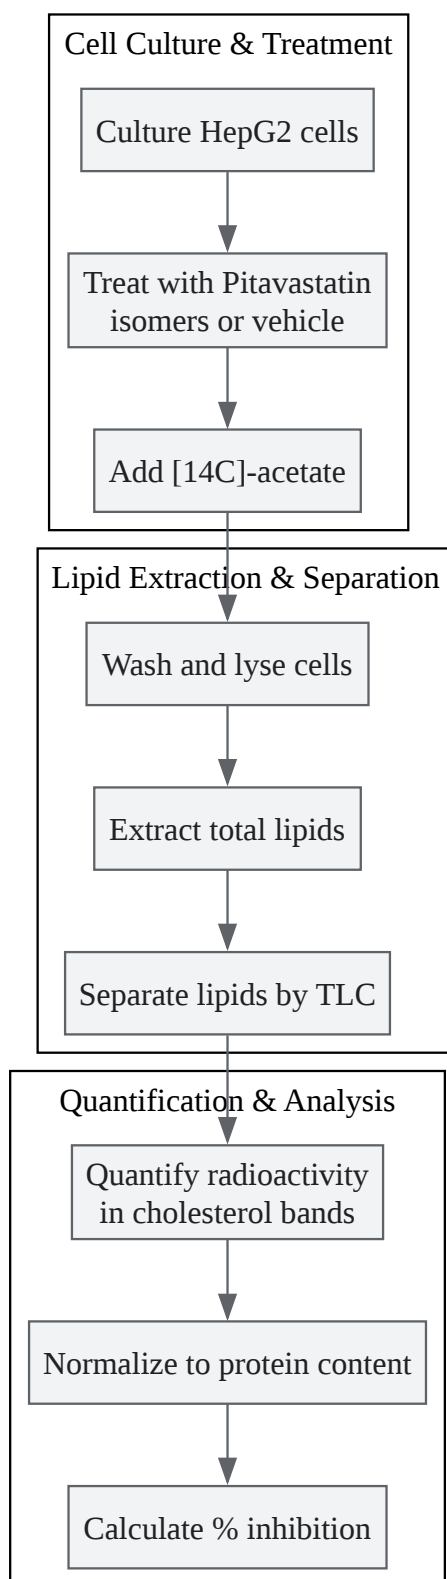 Cell Culture & Treatment
Culture HepG2 cells
Treat with Pitavastatin
isomers or vehicle
Add [14C]-acetate
Lipid Extraction & Separation
Wash and lyse cells
Extract total lipids
Separate lipids by TLC
Quantification & Analysis
Quantify radioactivity
in cholesterol bands
Normalize to protein content
Calculate % inhibition